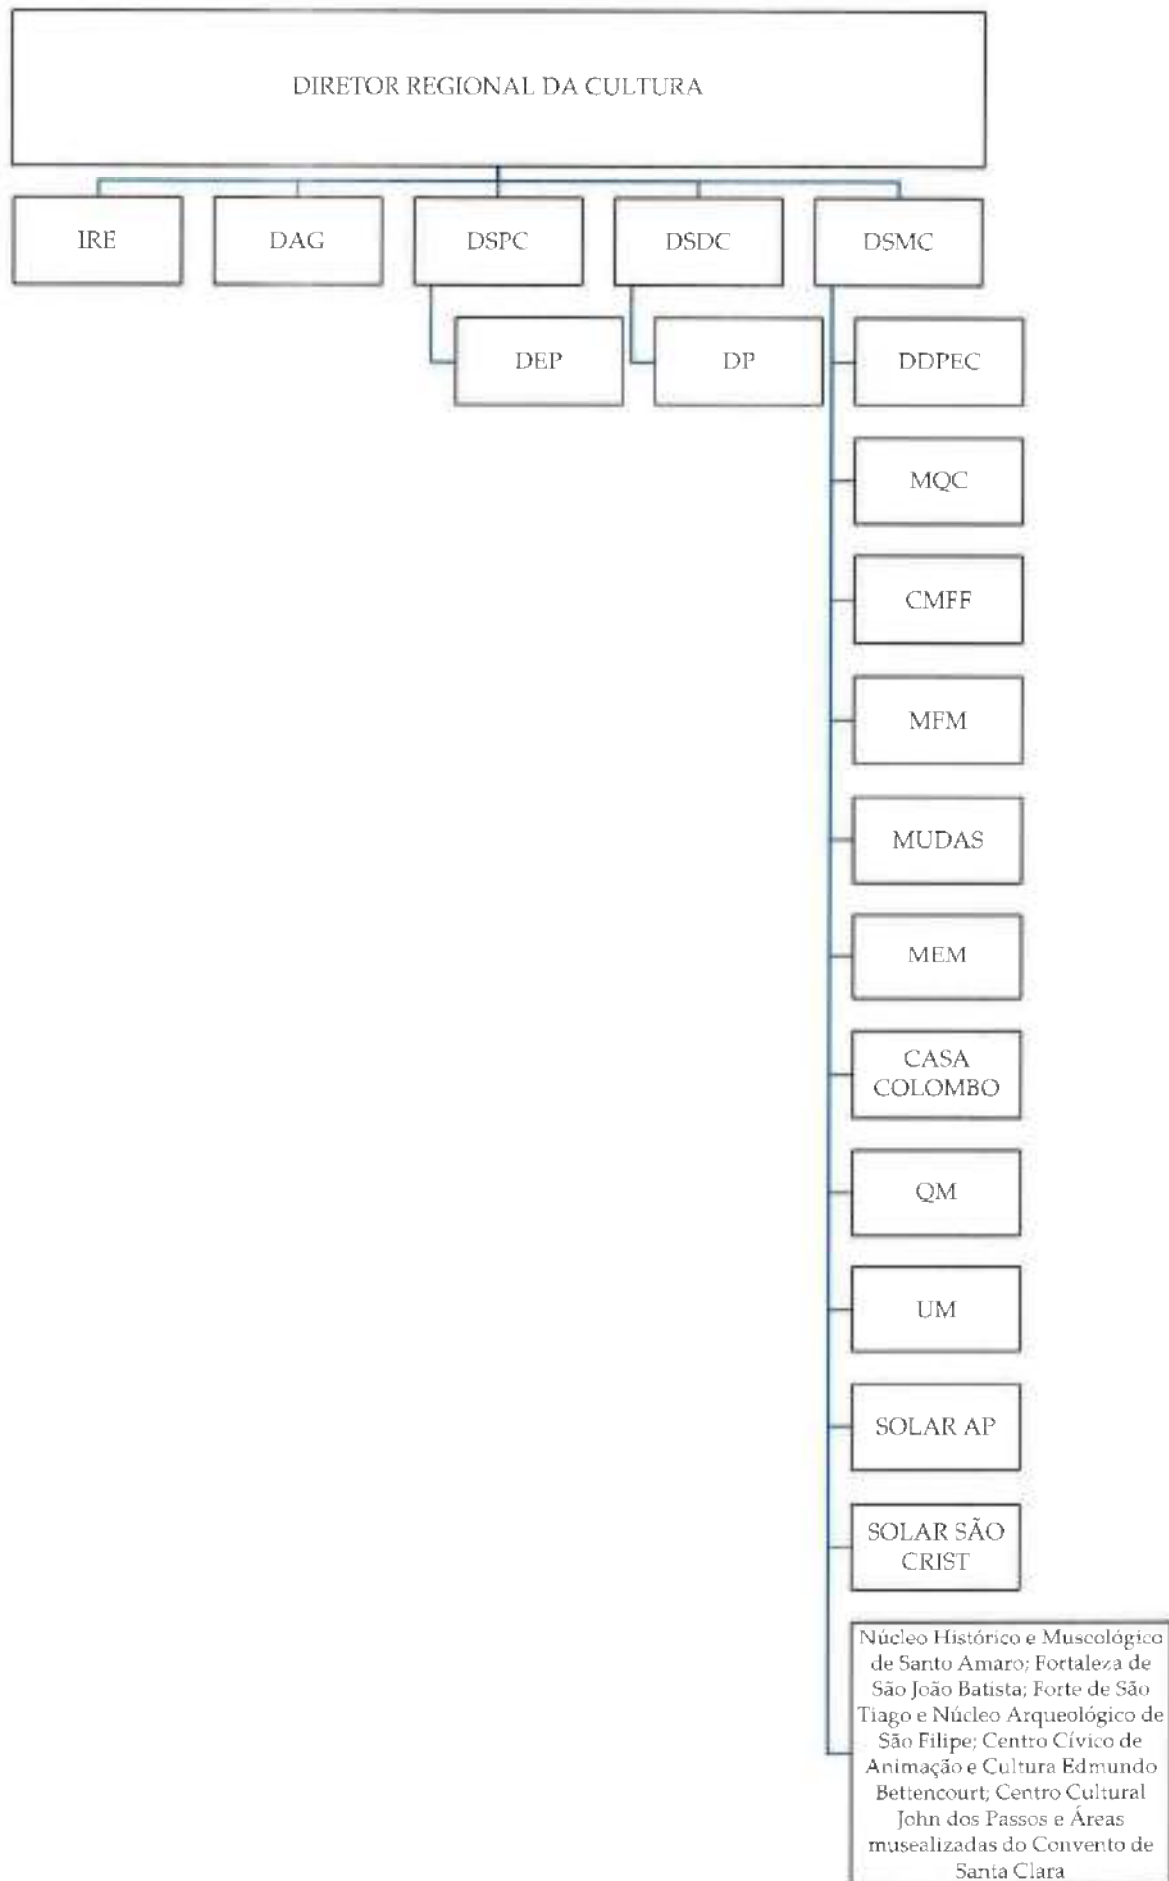 DIRETOR REGIONAL DA CULTURA
IRE
DAG
DSPC
DSDC
DSMC
DEP
DP
DDPEC
MQC
CMFF
MFM
MUDAS
MEM
CASA
COLOMBO
QM
UM
SOLAR AP
SOLAR SÃO
CRIST
Núcleo Histórico e Museológico
de Santo Amaro; Fortaleza de
São João Batista; Forte de São
Tiago e Núcleo Arqueológico de
São Filipe; Centro Cívico de
Animação e Cultura Edmundo
Bettencourt; Centro Cultural
John dos Passos e Áreas
musealizadas do Convento de
Santa Clara